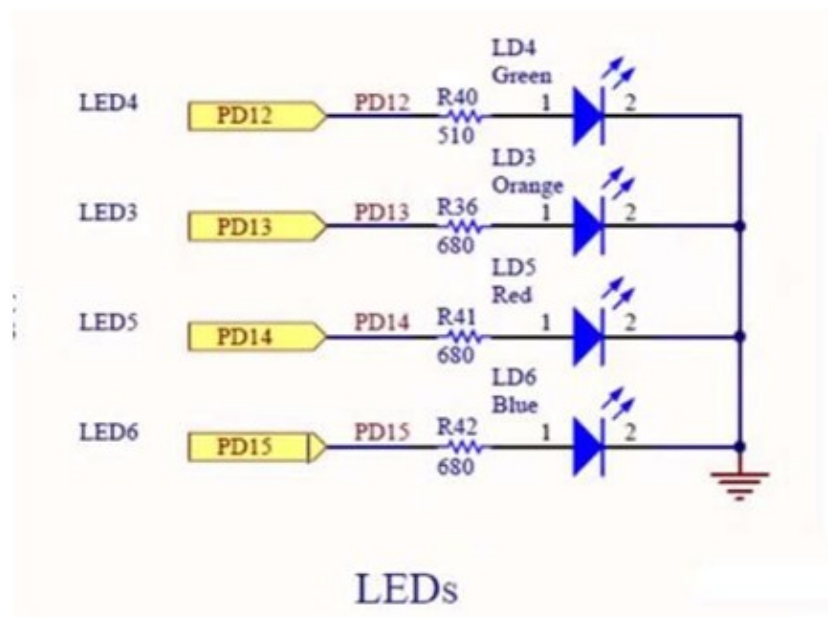 LD4
Green
LED4 PD12 PD12 R40 1 2
510
LD3
Orange
LED3 PD13 PD13 R36 1 2
680
LD5
Red
LED5 PD14 PD14 R41 1 2
680
LD6
Blue
LED6 PD15 PD15 R42 1 2
680
LEDs